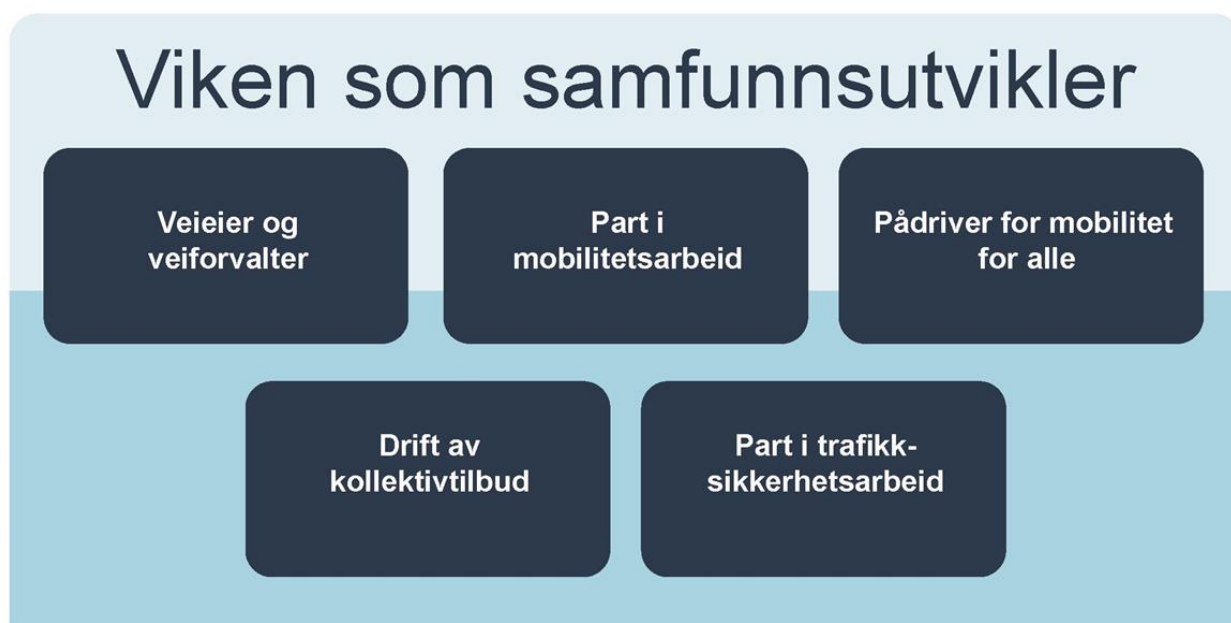 Viken som samfunnsutvikler
Veieier og
veiforvalter
Part i
mobilitetsarbeid
Pådriver for mobilitet
for alle
Drift av
kollektivtilbud
Part i trafikk-
sikkerhetsarbeid